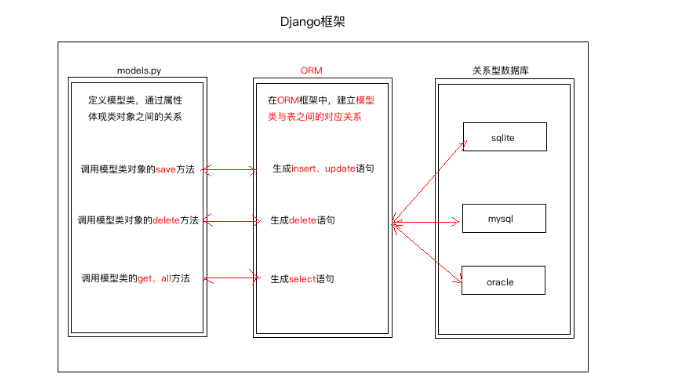 Django框架
models.py
ORM
关系型数据库
定义模型类，通过属性
体现类对象之间的关系
在ORM框架中，建立模型
类与表之间的对应关系
sqlite
调用模型类对象的save方法
生成insert、update语句
调用模型类对象的delete方法
生成delete语句
mysql
调用模型类的get、all方法
生成select语句
oracle